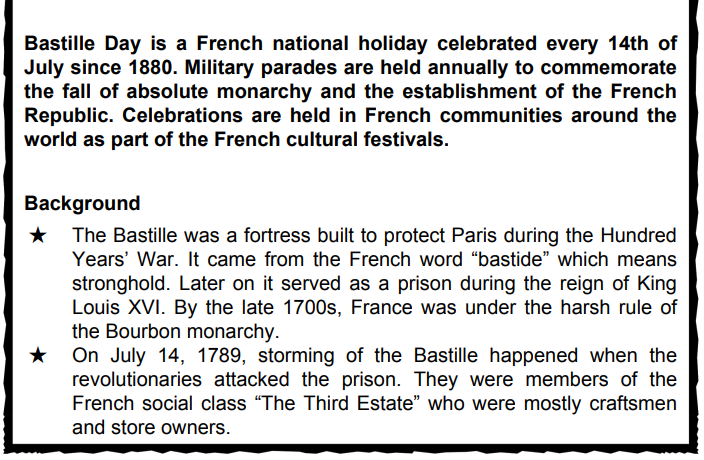 Bastille Day is a French national holiday celebrated every 14th of
July since 1880. Military parades are held annually to commemorate
the fall of absolute monarchy and the establishment of the French
Republic. Celebrations are held in French communities around the
world as part of the French cultural festivals.
Background
★ The Bastille was a fortress built to protect Paris during the Hundred
Years’ War. It came from the French word “bastide” which means
stronghold. Later on it served as a prison during the reign of King
Louis XVI. By the late 1700s, France was under the harsh rule of
the Bourbon monarchy.
★ On July 14, 1789, storming of the Bastille happened when the
revolutionaries attacked the prison. They were members of the
French social class “The Third Estate” who were mostly craftsmen
and store owners.